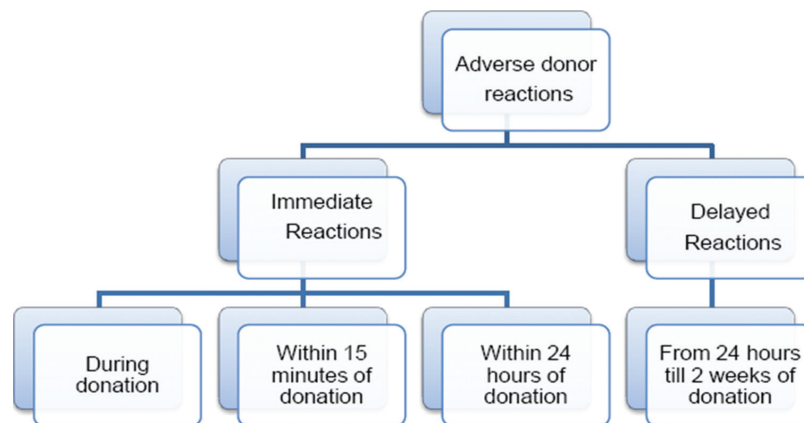 Adverse donor
reactions
Immediate
Reactions
Delayed
Reactions
During
donation
Within 15
minutes of
donation
Within 24
hours of
donation
From 24 hours
till 2 weeks of
donation